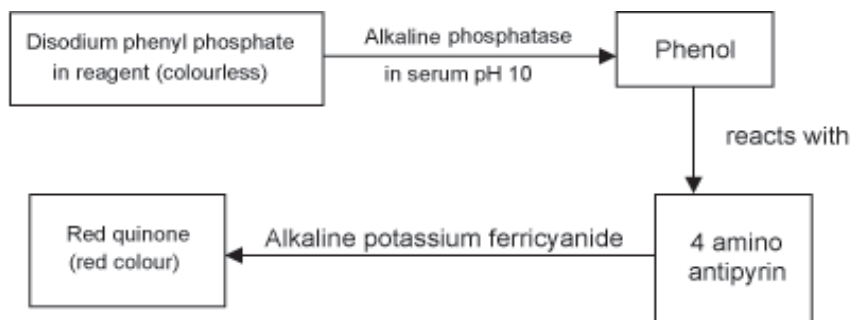 Disodium phenyl phosphate
in reagent (colourless)
Alkaline phosphatase
in serum pH 10
Phenol
reacts with
4 amino
antipyrin
Alkaline potassium ferricyanide
Red quinone
(red colour)